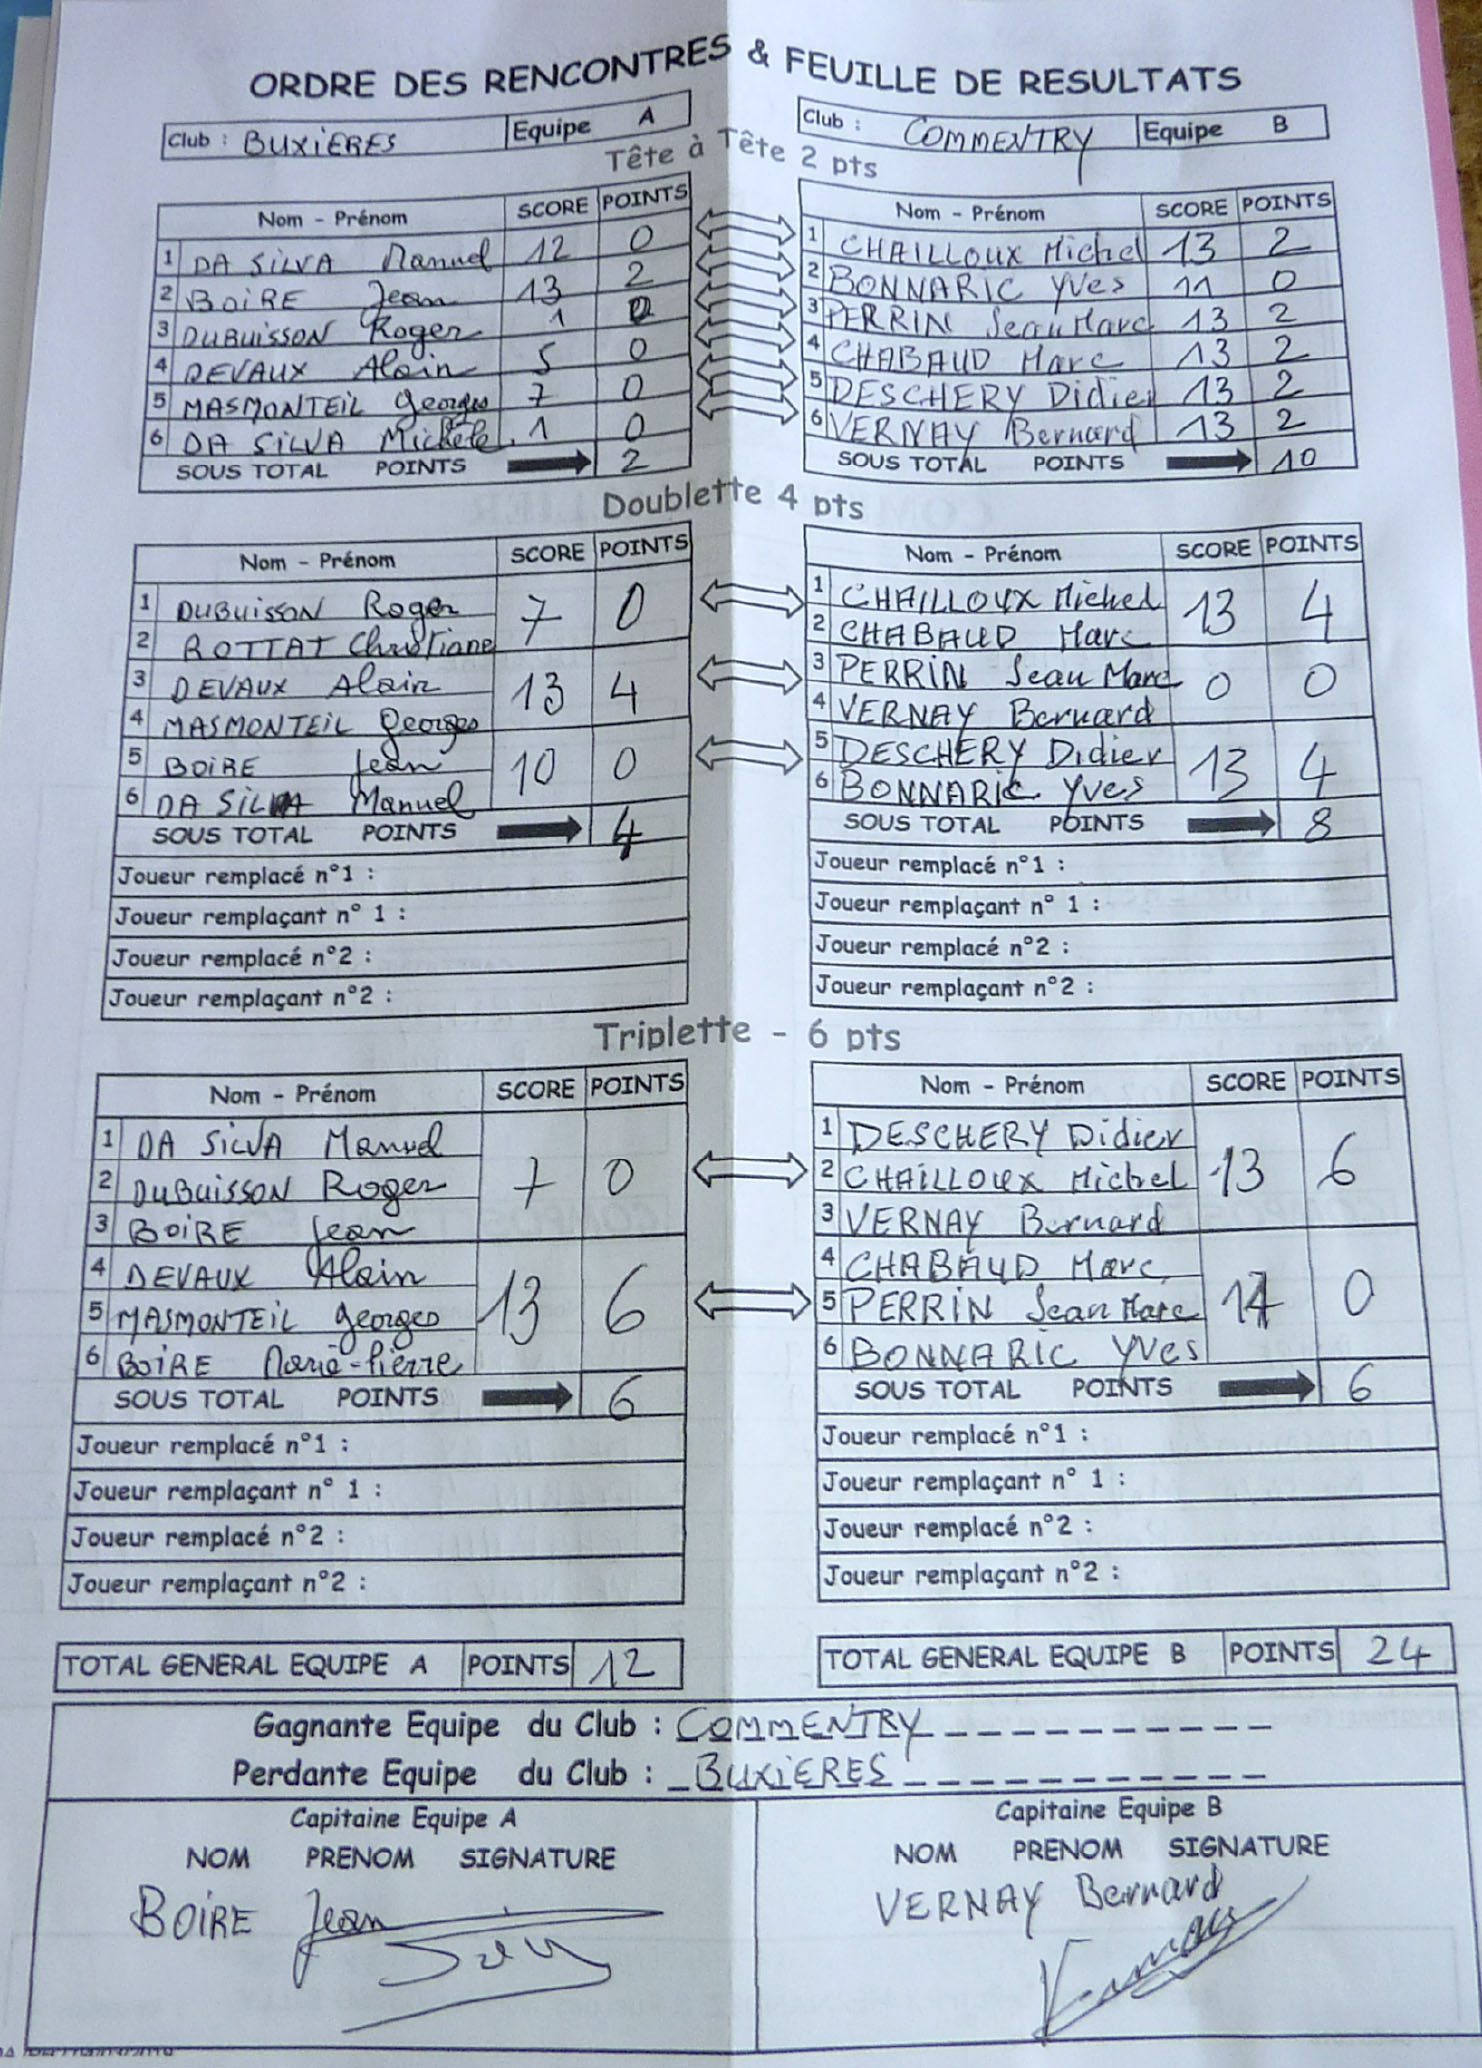 ORDRE DES RENCONTRES & FEUILLE DE RESULTATS
Club : BUXIERES Equipe A
Club : COMMENTRY Equipe B
Tête à Tête 2 pts
Nom - Prénom SCORE POINTS
1 DA SILVA Manuel 12 0
2 BOIRE Jean 13 2
3 DUBUISSON Roger 1 0
4 DEVAUX Alain 5 0
5 MASMONTEIL Georges 7 0
6 DA SILVA Michèle 1 0
SOUS TOTAL POINTS 2
Nom - Prénom SCORE POINTS
1 CHAILLOUX Michel 13 2
2 BONNARIC Yves 11 0
3 PERRIN Jean Marc 13 2
4 CHABAUD Marc 13 2
5 DESCHERY Didier 13 2
6 VERNAY Bernard 13 2
SOUS TOTAL POINTS 10
Doublette 4 pts
Nom - Prénom SCORE POINTS
1 DUBUISSON Roger 7 0
2 ROTTAT Christiane
3 DEVAUX Alain 13 4
4 MASMONTEIL Georges
5 BOIRE Jean 10 0
6 DA SILVA Manuel
SOUS TOTAL POINTS 4
Joueur remplacé n°1 :
Joueur remplaçant n° 1 :
Joueur remplacé n°2 :
Joueur remplaçant n°2 :
Nom - Prénom SCORE POINTS
1 CHAILLOUX Michel 13 4
2 CHABAUD Marc
3 PERRIN Jean Marc 0 0
4 VERNAY Bernard
5 DESCHERY Didier 13 4
6 BONNARIC Yves
SOUS TOTAL POINTS 8
Joueur remplacé n°1 :
Joueur remplaçant n° 1 :
Joueur remplacé n°2 :
Joueur remplaçant n°2 :
Triplette - 6 pts
Nom - Prénom SCORE POINTS
1 DA SILVA Manuel
2 DUBUISSON Roger 7 0
3 BOIRE Jean
4 DEVAUX Alain
5 MASMONTEIL Georges 13 6
6 BOIRE Marie-Pierre
SOUS TOTAL POINTS 6
Joueur remplacé n°1 :
Joueur remplaçant n° 1 :
Joueur remplacé n°2 :
Joueur remplaçant n°2 :
Nom - Prénom SCORE POINTS
1 DESCHERY Didier
2 CHAILLOUX Michel 13 6
3 VERNAY Bernard
4 CHABAUD Marc
5 PERRIN Jean Marc 0
6 BONNARIC Yves
SOUS TOTAL POINTS 6
Joueur remplacé n°1 :
Joueur remplaçant n° 1 :
Joueur remplacé n°2 :
Joueur remplaçant n°2 :
TOTAL GENERAL EQUIPE A POINTS 12
TOTAL GENERAL EQUIPE B POINTS 24
Gagnante Equipe du Club : COMMENTRY
Perdante Equipe du Club : BUXIERES
Capitaine Equipe A
NOM PRENOM SIGNATURE
BOIRE Jean
Capitaine Equipe B
NOM PRENOM SIGNATURE
VERNAY Bernard